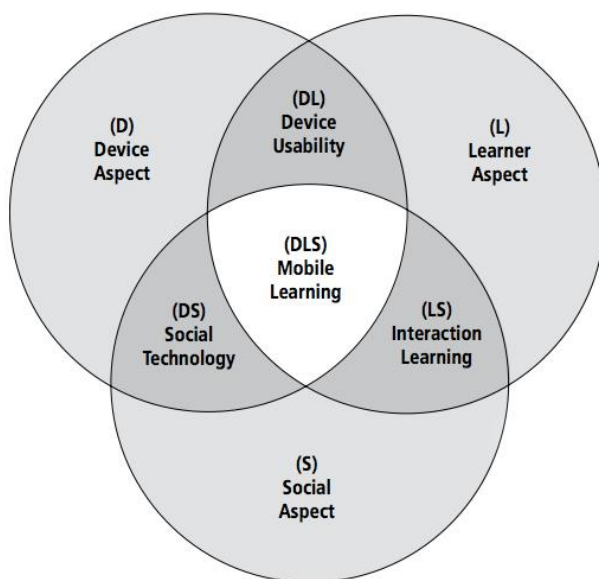 (DL)
Device
Usability
(D)
Device
Aspect
(L)
Learner
Aspect
(DLS)
Mobile
Learning
(DS)
Social
Technology
(LS)
Interaction
Learning
(S)
Social
Aspect